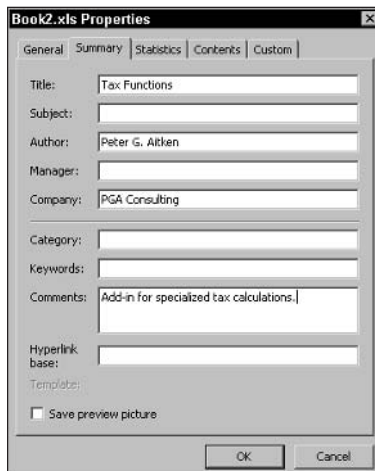 Book2.xls Properties
General Summary Statistics Contents Custom
Title: Tax Functions
Subject:
Author: Peter G. Aitken
Manager:
Company: PGA Consulting
Category:
Keywords:
Comments: Add-in for specialized tax calculations.
Hyperlink
base:
Template:
Save preview picture
OK Cancel